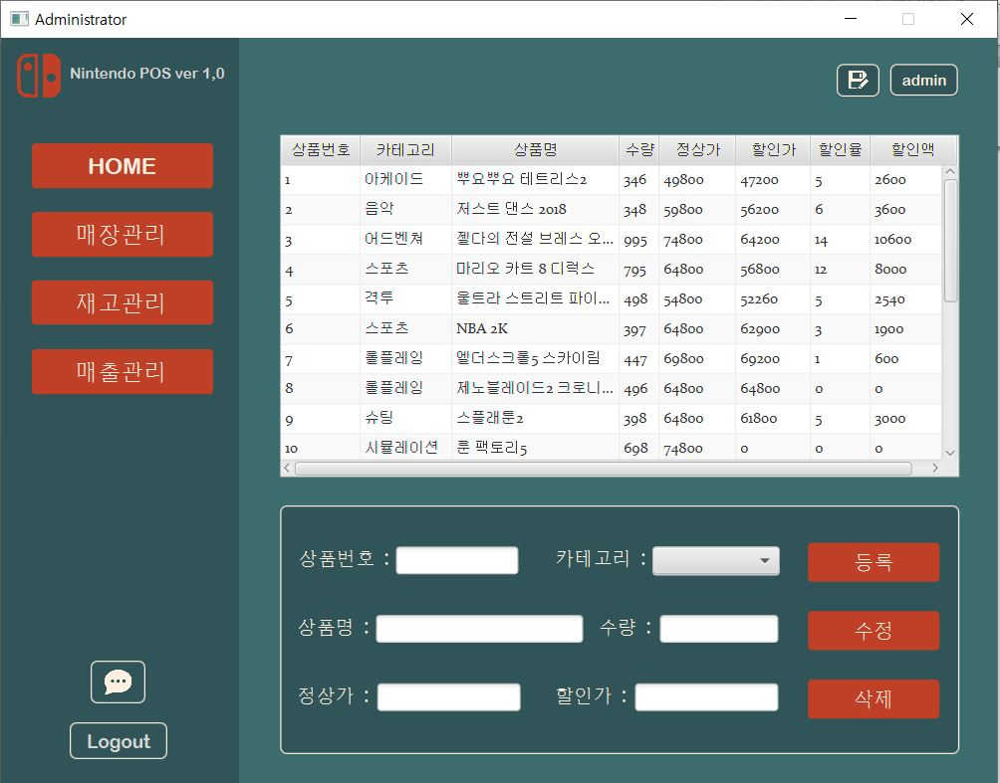 Administrator
Nintendo POS ver 1,0
admin
HOME
매장관리
재고관리
매출관리
Logout
상품번호 카테고리 상품명 수량 정상가 할인가 할인율 할인액
1 아케이드 뿌요뿌요 테트리스2 346 49800 47200 5 2600
2 음악 저스트 댄스 2018 348 59800 56200 6 3600
3 어드벤쳐 젤다의 전설 브레스 오... 995 74800 64200 14 10600
4 스포츠 마리오 카트 8 디럭스 795 64800 56800 12 8000
5 격투 울트라 스트리트 파이... 498 54800 52260 5 2540
6 스포츠 NBA 2K 397 64800 62900 3 1900
7 롤플레잉 엘더스크롤5 스카이림 447 69800 69200 1 600
8 롤플레잉 제노블레이드2 크로니... 496 64800 64800 0 0
9 슈팅 스플래툰2 398 64800 61800 5 3000
10 시뮬레이션 룬 팩토리5 698 74800 0 0 0
상품번호 : 카테고리 : 등록
상품명 : 수량 : 수정
정상가 : 할인가 : 삭제